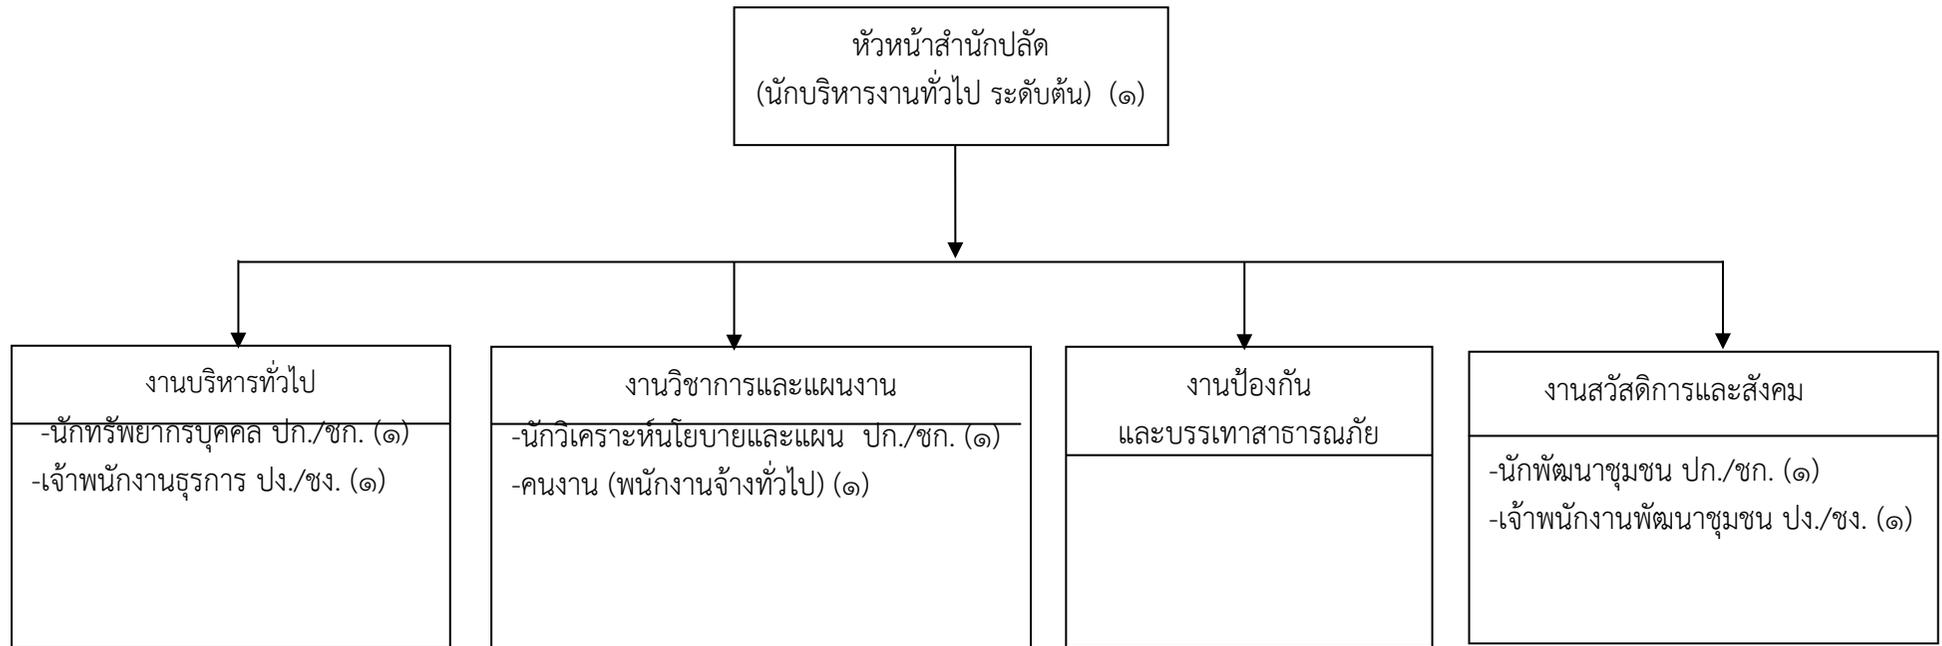 หัวหน้าสำนักปลัด
(นักบริหารงานทั่วไป ระดับต้น) (๑)
งานบริหารทั่วไป
-นักทรัพยากรบุคคล ปก./ชก. (๑)
-เจ้าพนักงานธุรการ ปง./ชง. (๑)
งานวิชาการและแผนงาน
-นักวิเคราะห์นโยบายและแผน ปก./ชก. (๑)
-คนงาน (พนักงานจ้างทั่วไป) (๑)
งานป้องกัน
และบรรเทาสาธารณภัย
งานสวัสดิการและสังคม
-นักพัฒนาชุมชน ปก./ชก. (๑)
-เจ้าพนักงานพัฒนาชุมชน ปง./ชง. (๑)